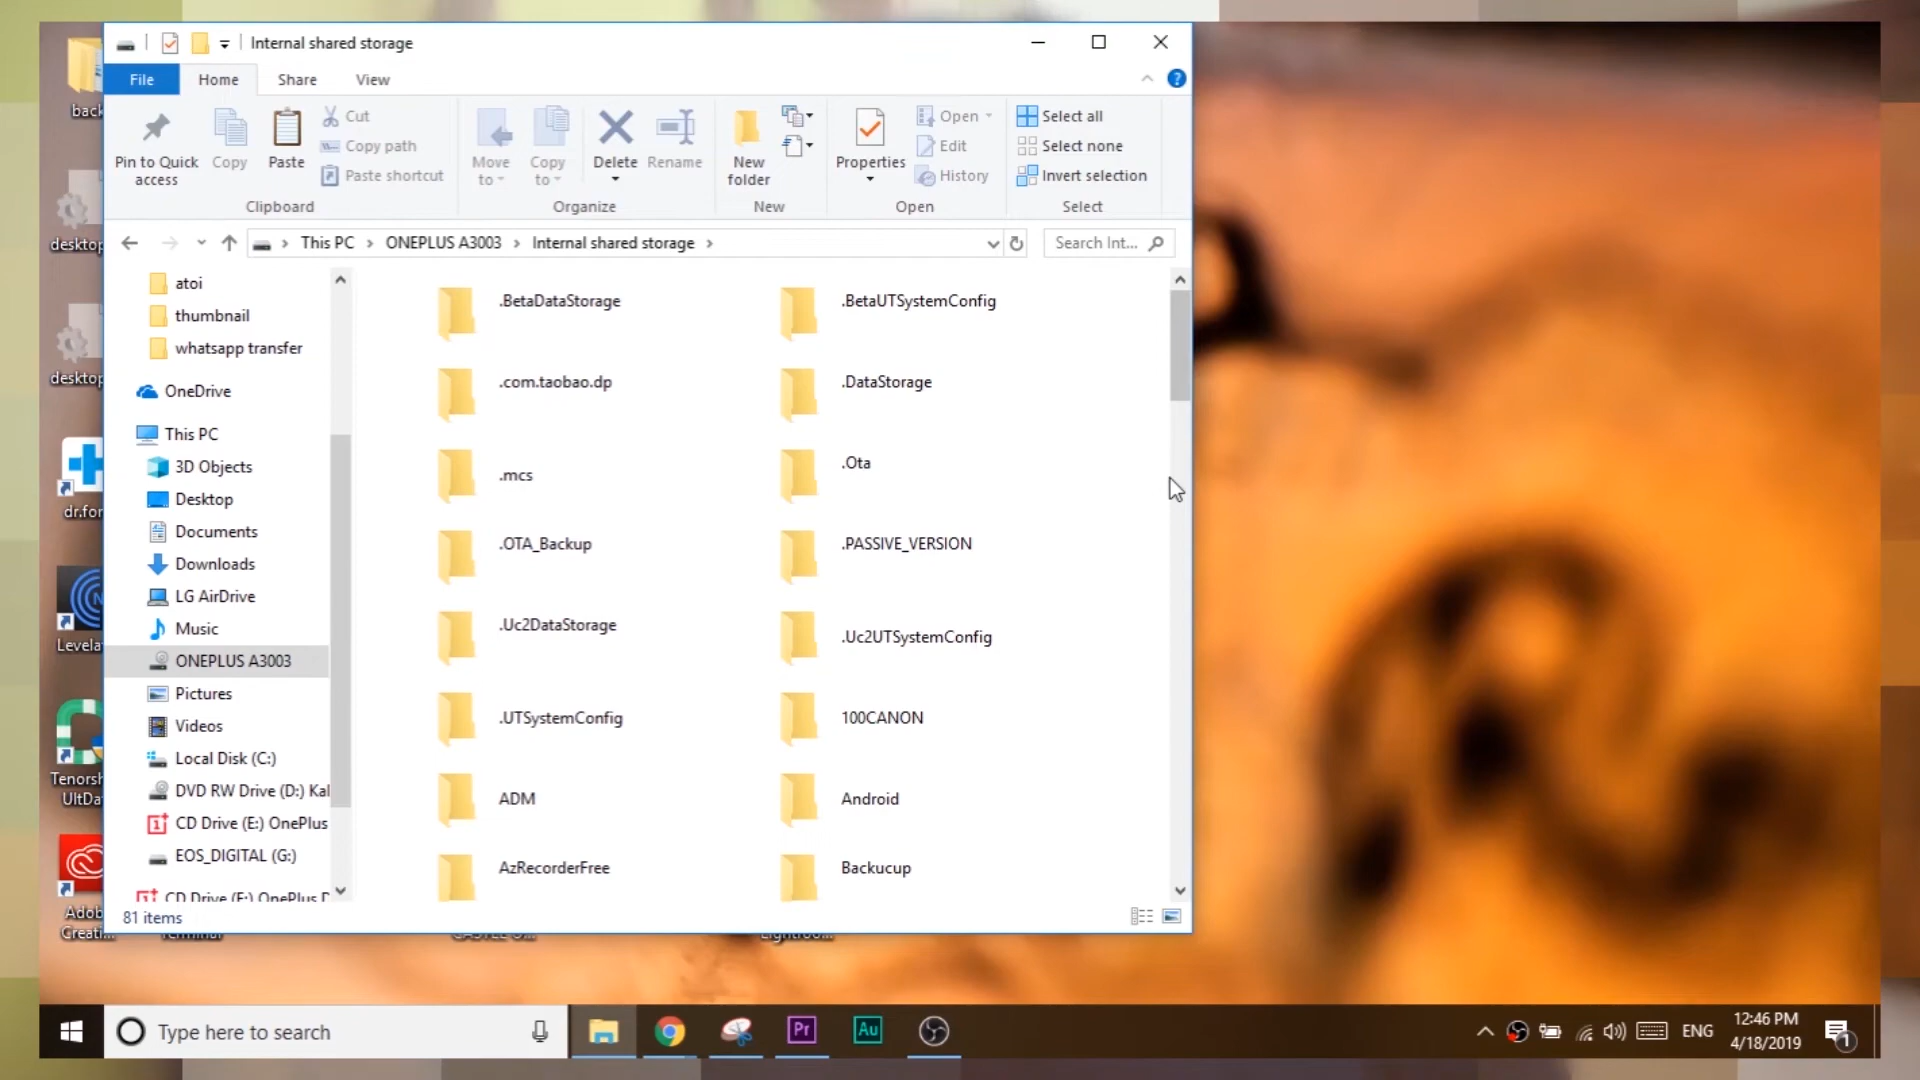 Internal shared storage
File Home Share View
Pin to Quick access
Copy
Paste
Cut
Copy path
Paste shortcut
Clipboard
Move to
Copy to
Delete
Rename
Organize
New folder
New
Properties
Open
Edit
History
Open
Select all
Select none
Invert selection
Select
This PC > ONEPLUS A3003 > Internal shared storage >
Search Int...
atoi
thumbnail
whatsapp transfer
OneDrive
This PC
3D Objects
Desktop
Documents
Downloads
LG AirDrive
Music
ONEPLUS A3003
Pictures
Videos
Local Disk (C:)
DVD RW Drive (D:) Kal
CD Drive (E:) OnePlus
EOS_DIGITAL (G:)
CD Drive (E:) OnePlus D
.BetaDataStorage
.BetaUTSystemConfig
.com.taobao.dp
.DataStorage
.mcs
.Ota
.OTA_Backup
.PASSIVE_VERSION
.Uc2DataStorage
.Uc2UTSystemConfig
.UTSystemConfig
100CANON
ADM
Android
AzRecorderFree
Backucup
81 items
back
desktop
desktop
dr.for
Levela
Tenorsh
UltDa
Adob
Creati...
Type here to search
Pr
Au
ENG
12:46 PM
4/18/2019
1